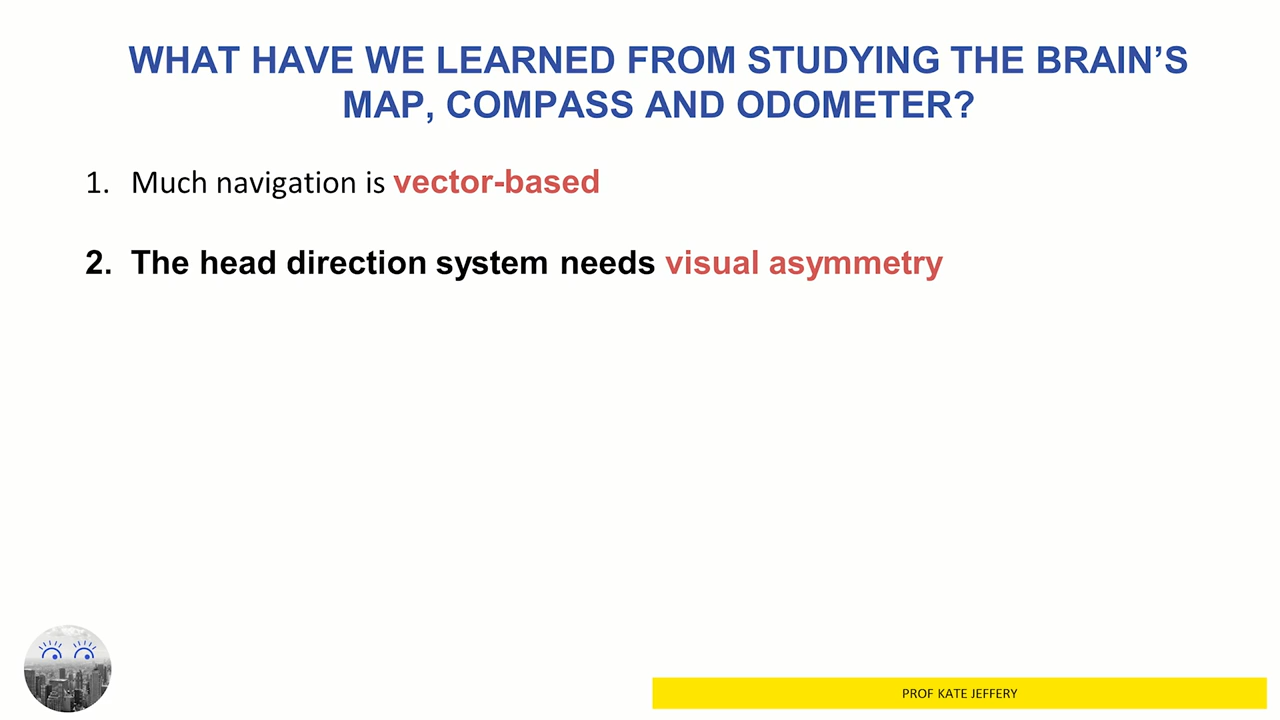 WHAT HAVE WE LEARNED FROM STUDYING THE BRAIN’S
MAP, COMPASS AND ODOMETER?
1. Much navigation is vector-based
2. The head direction system needs visual asymmetry
PROF KATE JEFFERY